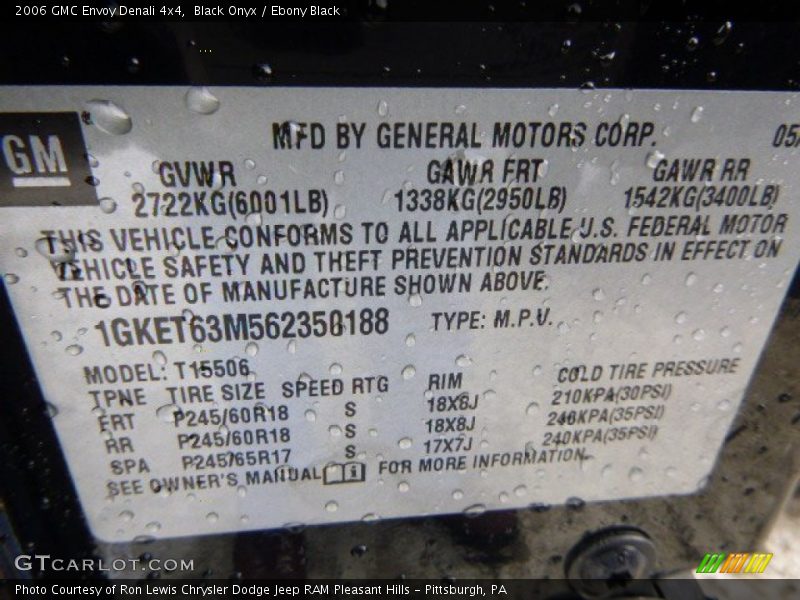 2006 GMC Envoy Denali 4x4, Black Onyx / Ebony Black
GM
MFD BY GENERAL MOTORS CORP. 05/
GVWR GAWR FRT GAWR RR
2722KG(6001LB) 1338KG(2950LB) 1542KG(3400LB)
THIS VEHICLE CONFORMS TO ALL APPLICABLE U.S. FEDERAL MOTOR
VEHICLE SAFETY AND THEFT PREVENTION STANDARDS IN EFFECT ON
THE DATE OF MANUFACTURE SHOWN ABOVE.
1GKET63M562350188 TYPE: M.P.V.
MODEL: T15506
TPNE TIRE SIZE SPEED RTG RIM COLD TIRE PRESSURE
FRT P245/60R18 S 18X8J 210KPA(30PSI)
RR P245/60R18 S 18X8J 240KPA(35PSI)
SPA P245/65R17 S 17X7J 240KPA(35PSI)
SEE OWNER'S MANUAL FOR MORE INFORMATION.
GTCARLOT.COM
Photo Courtesy of Ron Lewis Chrysler Dodge Jeep RAM Pleasant Hills – Pittsburgh, PA